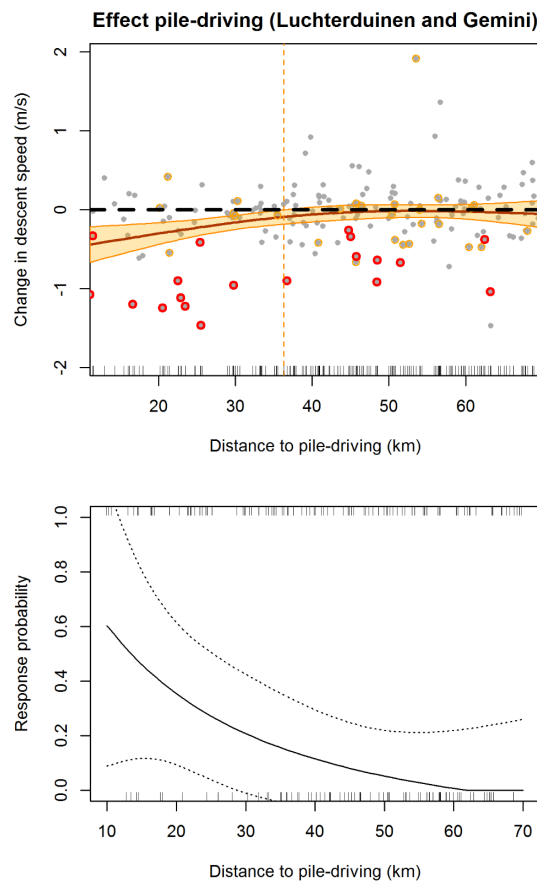 Effect pile-driving (Luchterduinen and Gemini)
Change in descent speed (m/s)
2
1
0
-1
-2
20 30 40 50 60
Distance to pile-driving (km)
Response probability
1.0
0.8
0.6
0.4
0.2
0.0
10 20 30 40 50 60 70
Distance to pile-driving (km)